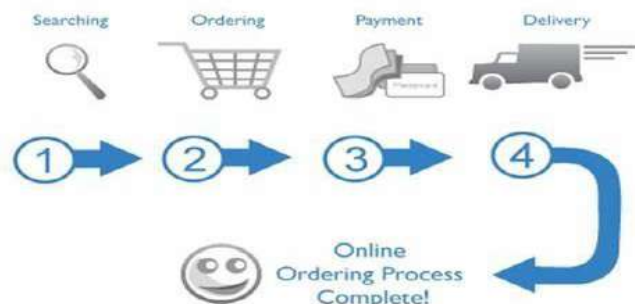 Searching Ordering Payment Delivery
1 2 3 4
Online
Ordering Process
Complete!